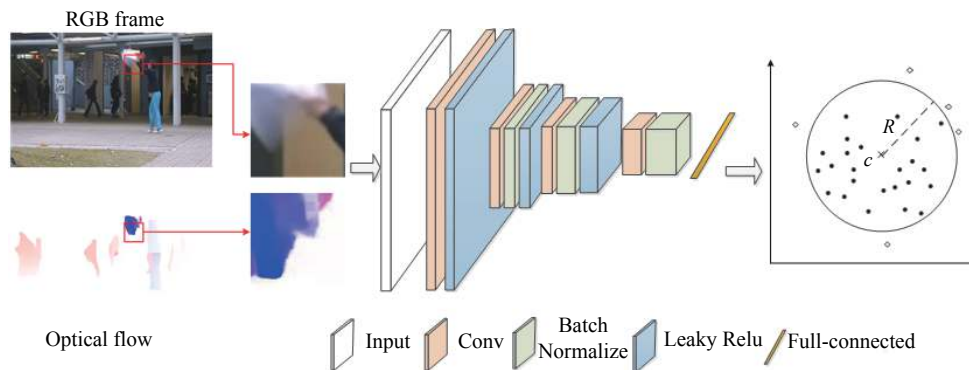 RGB frame
R
c
Optical flow
Input
Conv
Batch
Normalize
Leaky Relu
Full-connected